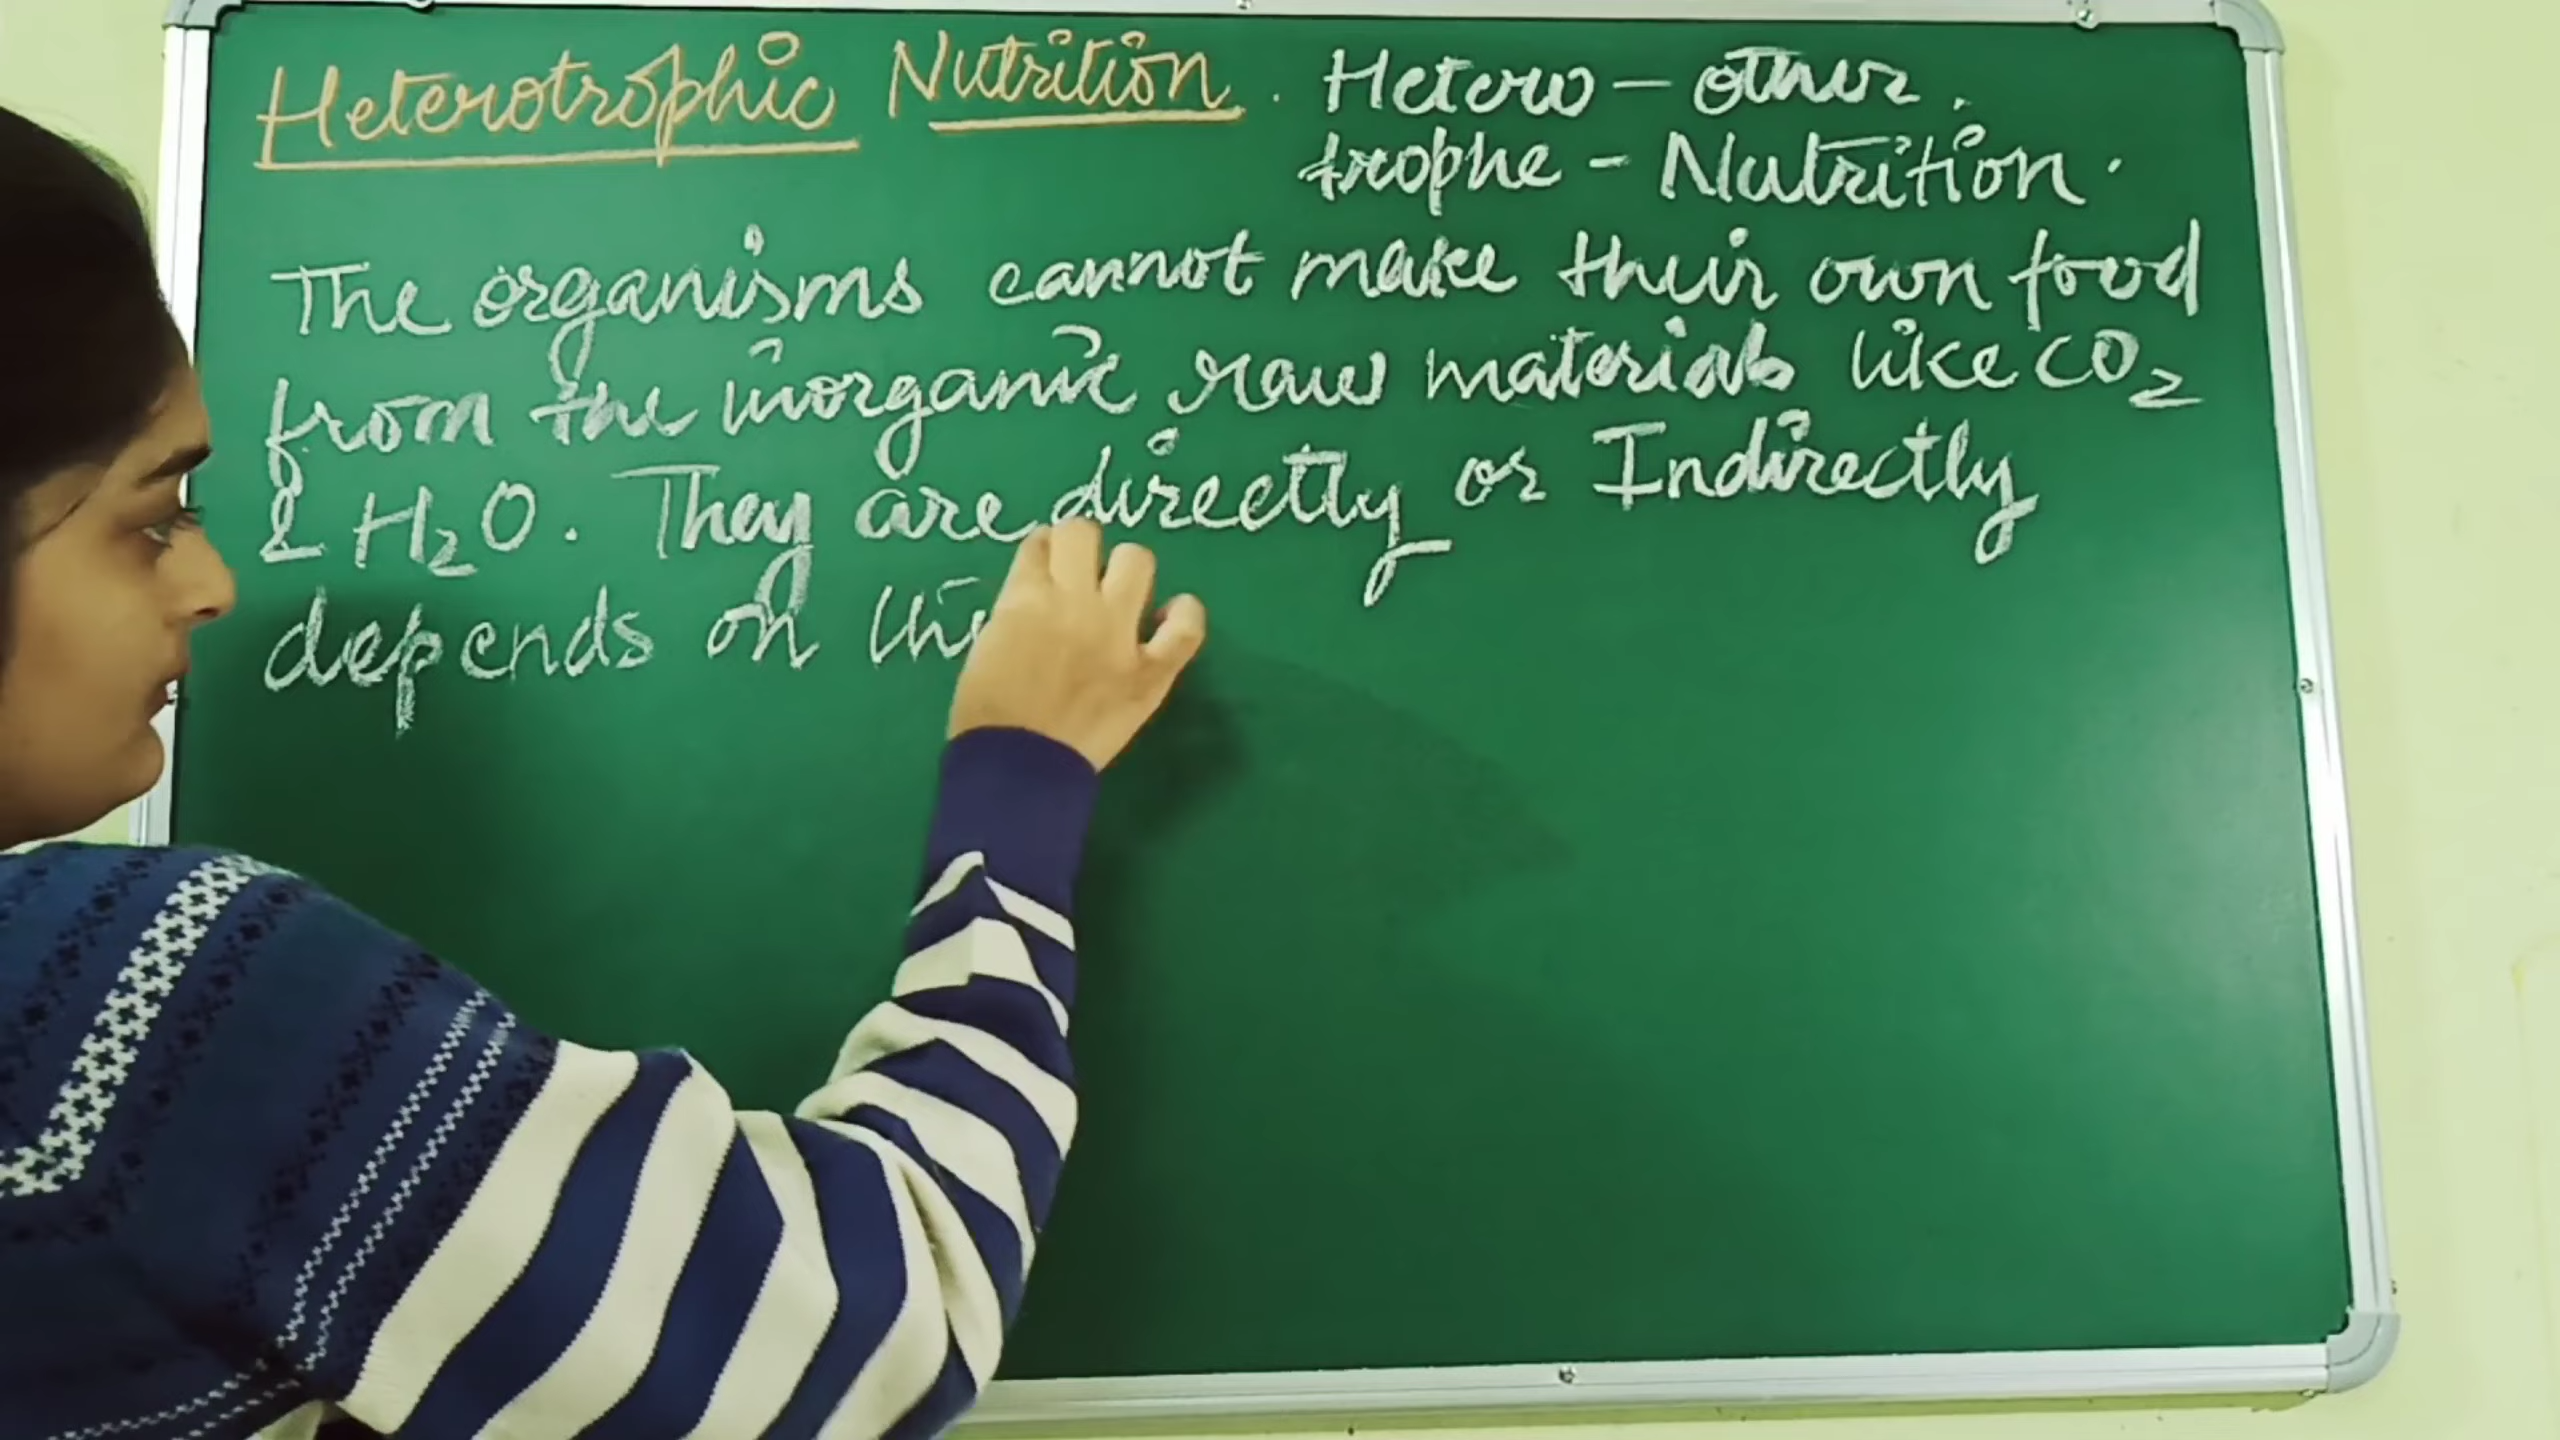 Heterotrophic Nutrition. Hetero - other.
trophe - Nutrition.
The organisms cannot make their own food
from the inorganic raw materials like CO2
& H2O. They are directly or Indirectly
depends on